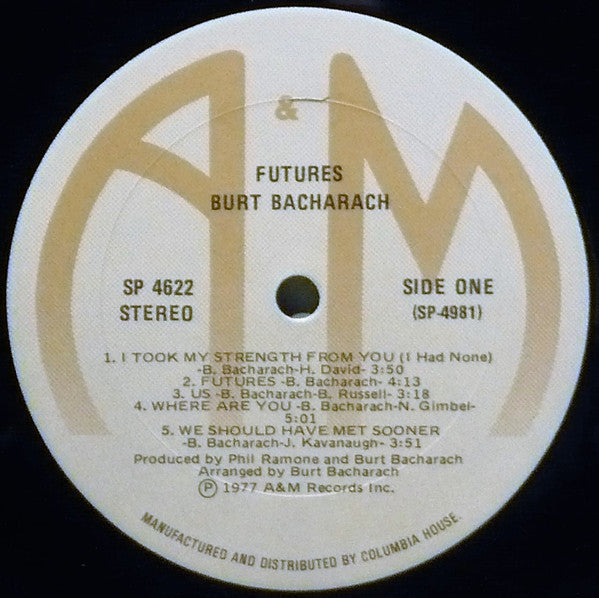 A & M
FUTURES
BURT BACHARACH
SP 4622
STEREO
SIDE ONE
(SP-4981)
1. I TOOK MY STRENGTH FROM YOU (I Had None)
-B. Bacharach-H. David- 3:50
2. FUTURES -B. Bacharach- 4:13
3. US -B. Bacharach-B. Russell- 3:18
4. WHERE ARE YOU -B. Bacharach-N. Gimbel-
5:01
5. WE SHOULD HAVE MET SOONER
-B. Bacharach-J. Kavanaugh- 3:51
Produced by Phil Ramone and Burt Bacharach
Arranged by Burt Bacharach
Ⓟ 1977 A&M Records Inc.
MANUFACTURED AND DISTRIBUTED BY COLUMBIA HOUSE.